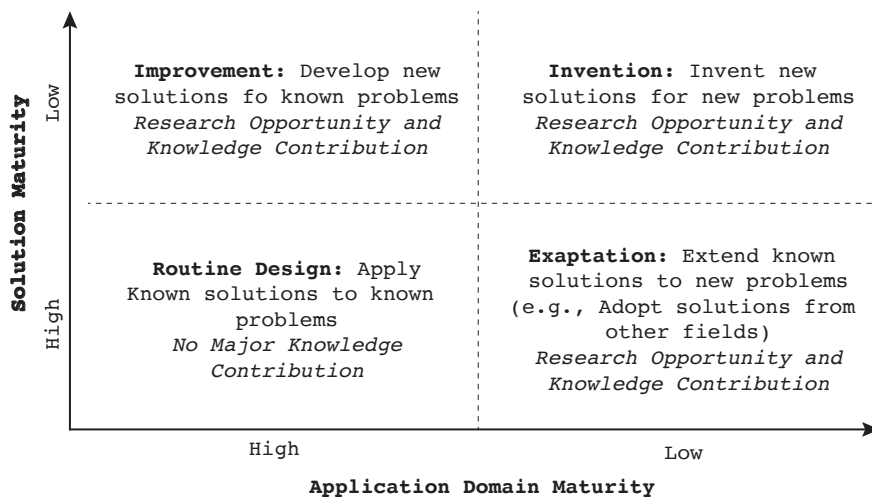 Improvement: Develop new
solutions fo known problems
Research Opportunity and
Knowledge Contribution
Invention: Invent new
solutions for new problems
Research Opportunity and
Knowledge Contribution
Solution Maturity
Low
High
Routine Design: Apply
Known solutions to known
problems
No Major Knowledge
Contribution
Exaptation: Extend known
solutions to new problems
(e.g., Adopt solutions from
other fields)
Research Opportunity and
Knowledge Contribution
High
Low
Application Domain Maturity